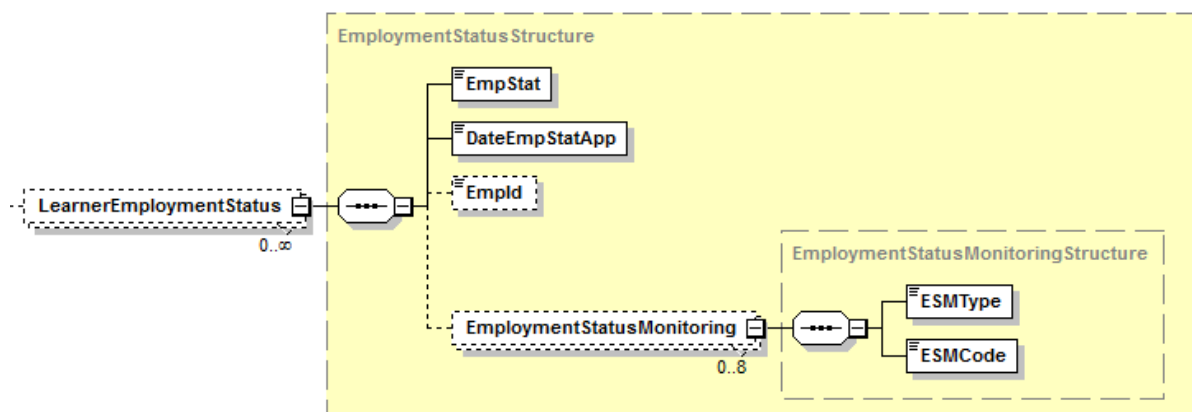 EmploymentStatusStructure
EmpStat
DateEmpStatApp
EmpId
LearnerEmploymentStatus
0..∞
EmploymentStatusMonitoringStructure
ESMType
EmploymentStatusMonitoring
0..8
ESMCode